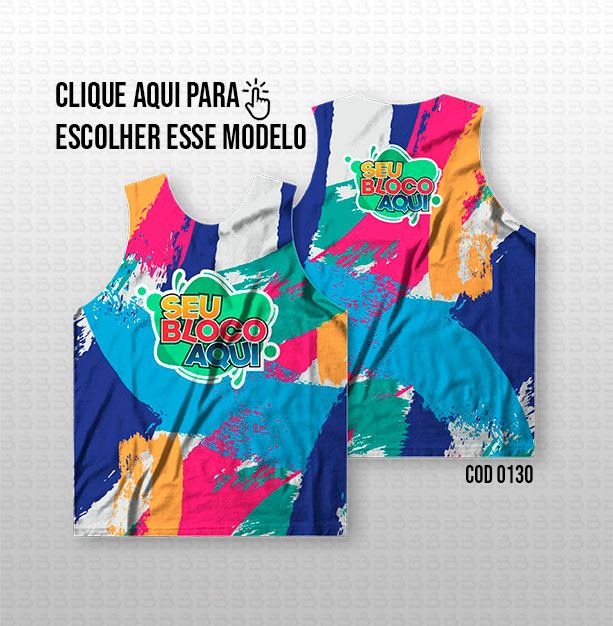 CLIQUE AQUI PARA
ESCOLHER ESSE MODELO
SEU
BLOCO
AQUI
SEU
BLOCO
AQUI
COD 0130